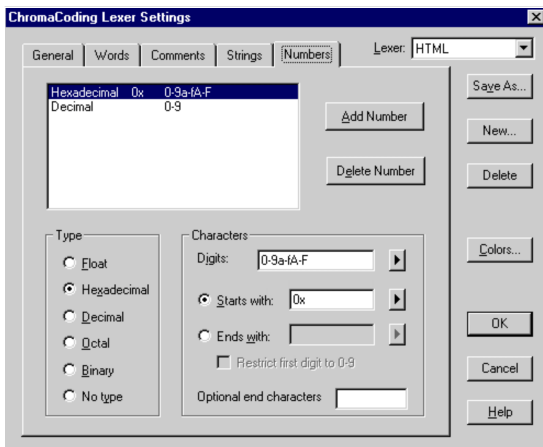 ChromaCoding Lexer Settings
General Words Comments Strings Numbers Lexer: HTML
Hexadecimal 0x 0-9a-fA-F
Decimal 0-9
Add Number
Delete Number
Save As...
New...
Delete
Colors...
OK
Cancel
Help
Type
Float
Hexadecimal
Decimal
Octal
Binary
No type
Characters
Digits: 0-9a-fA-F
Starts with: 0x
Ends with:
Restrict first digit to 0-9
Optional end characters